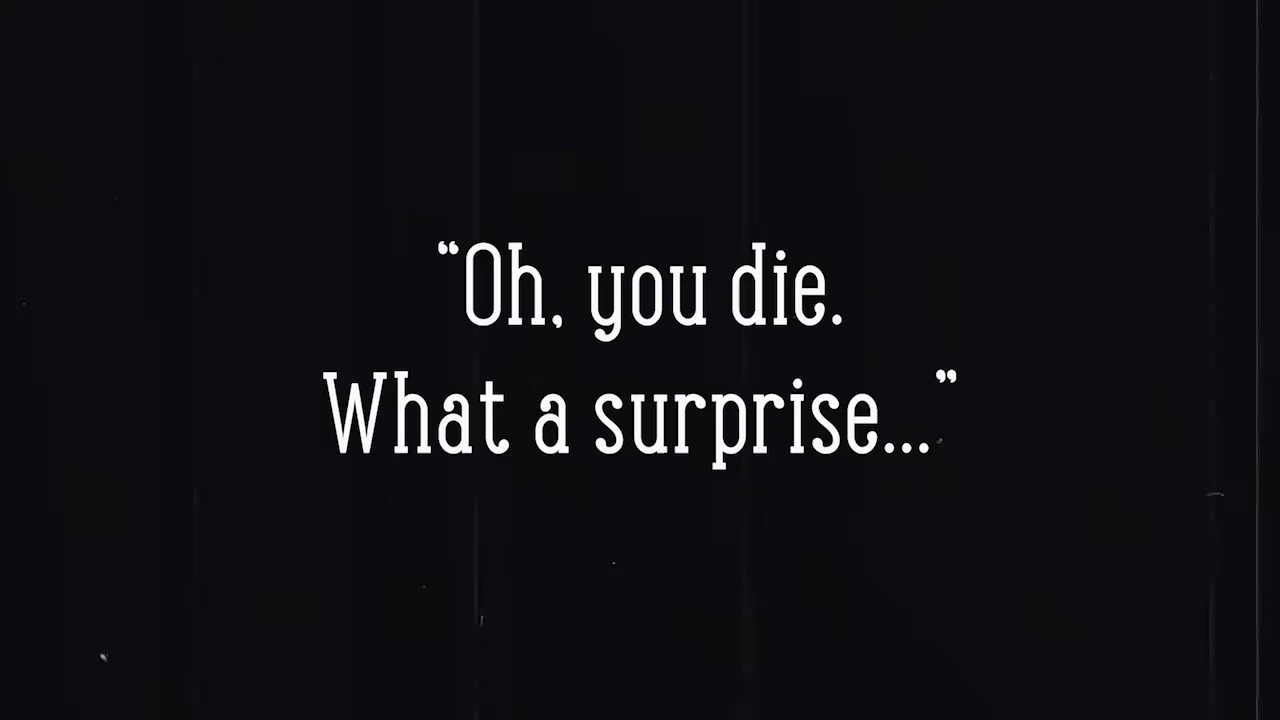 “Oh, you die.
What a surprise...”